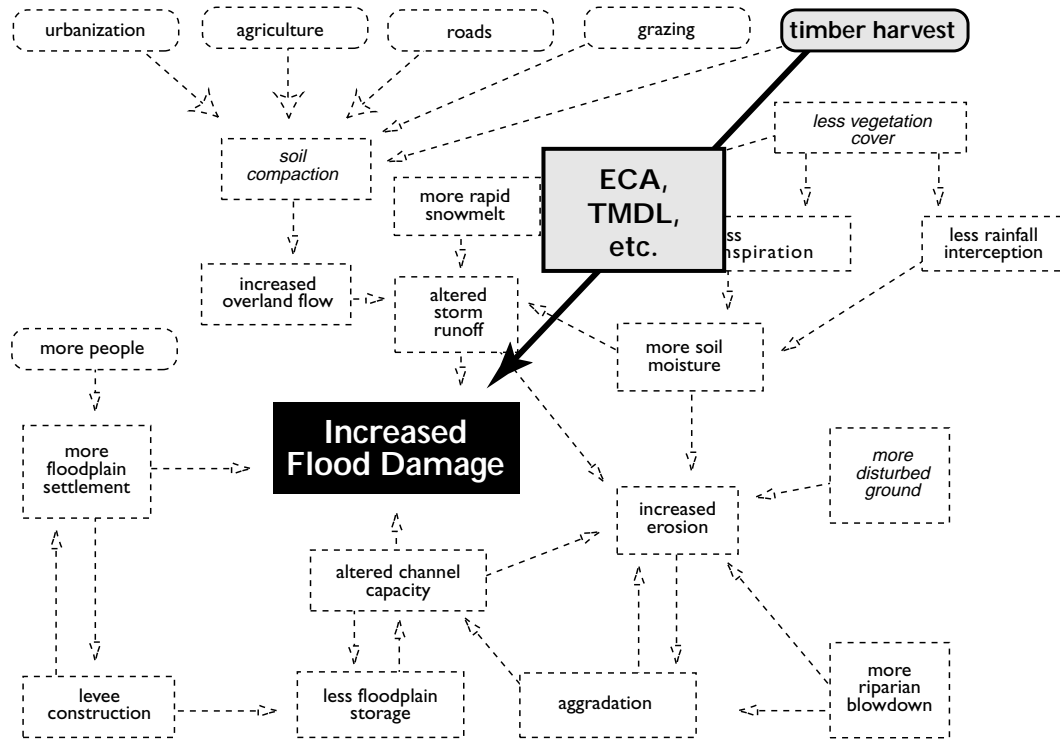 urbanization
agriculture
roads
grazing
timber harvest
less vegetation
cover
soil
compaction
more rapid
snowmelt
ECA,
TMDL,
etc.
less rainfall
interception
increased
overland flow
altered
storm
runoff
more people
more soil
moisture
more
floodplain
settlement
Increased
Flood Damage
more
disturbed
ground
increased
erosion
altered channel
capacity
levee
construction
less floodplain
storage
aggradation
more
riparian
blowdown